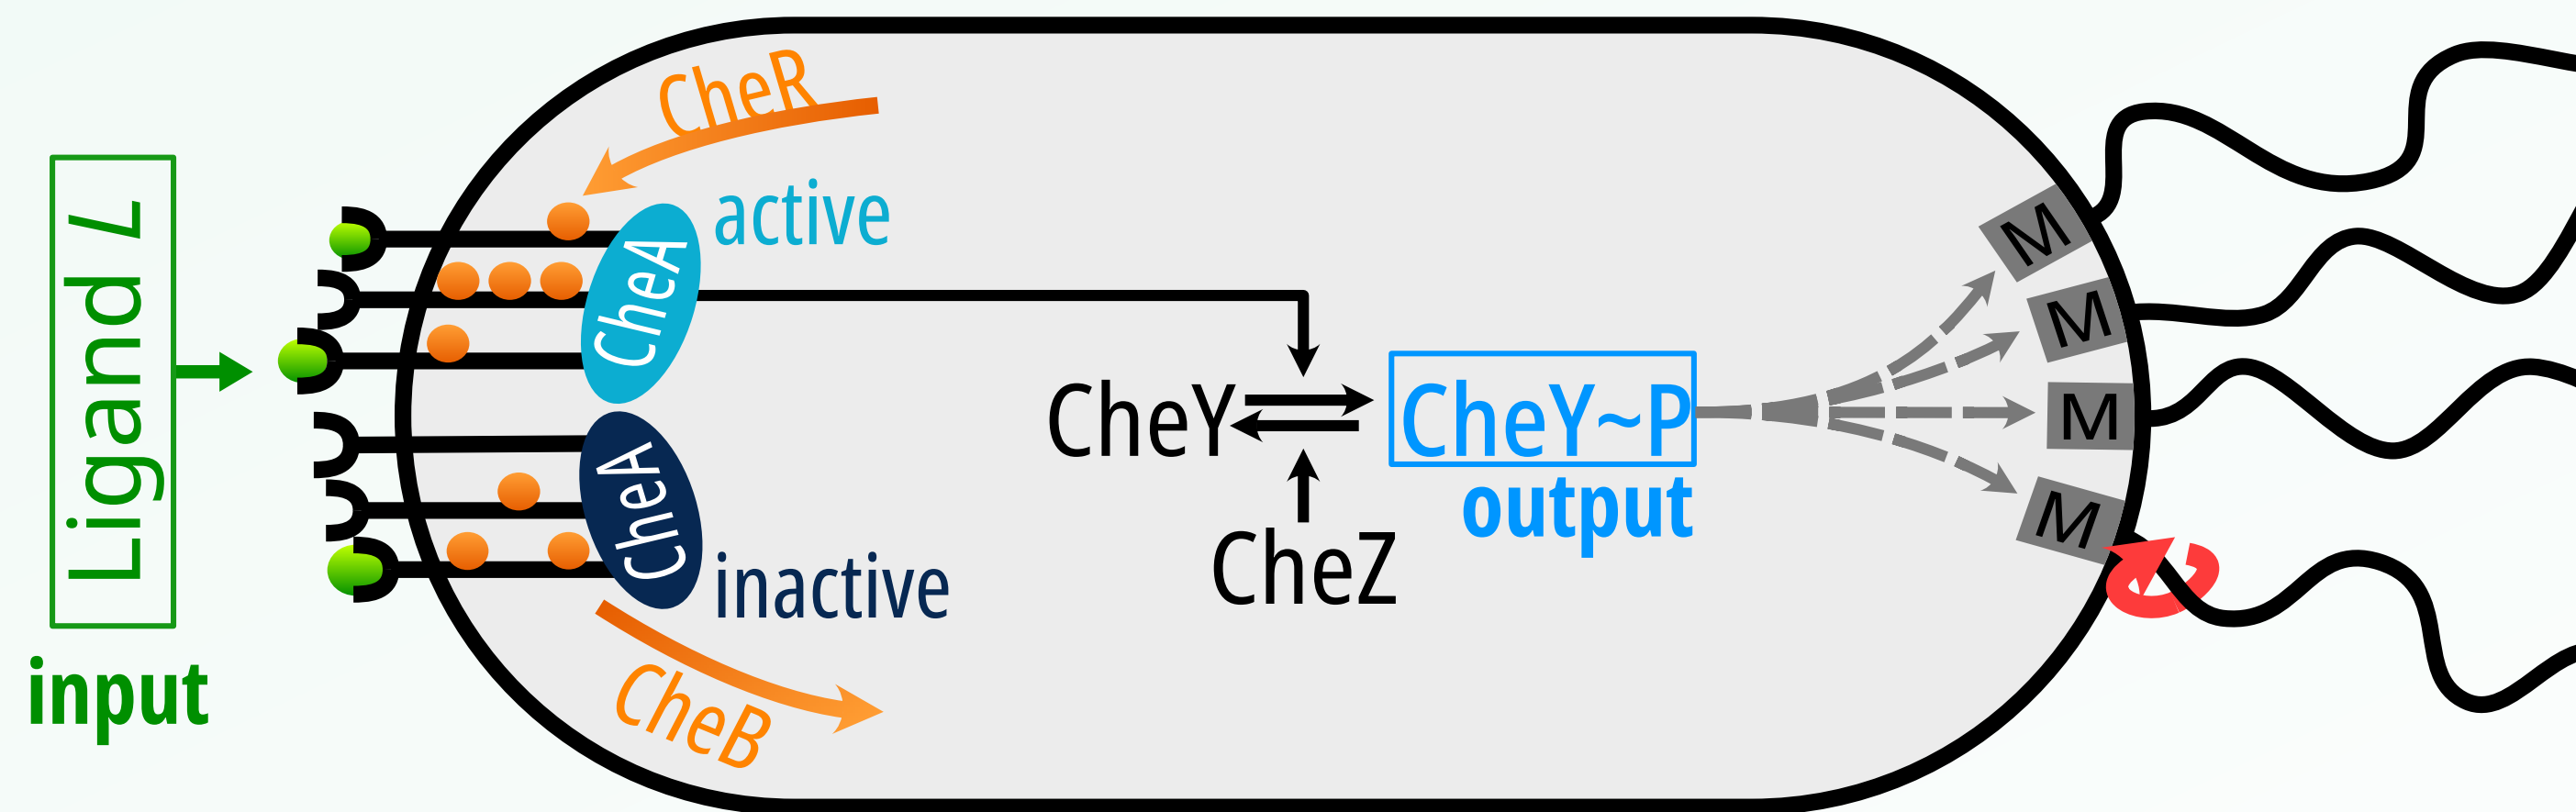 Ligand L
input
CheR
active
CheA
CheA
inactive
CheB
CheY
CheY~P
output
CheZ
M
M
M
M